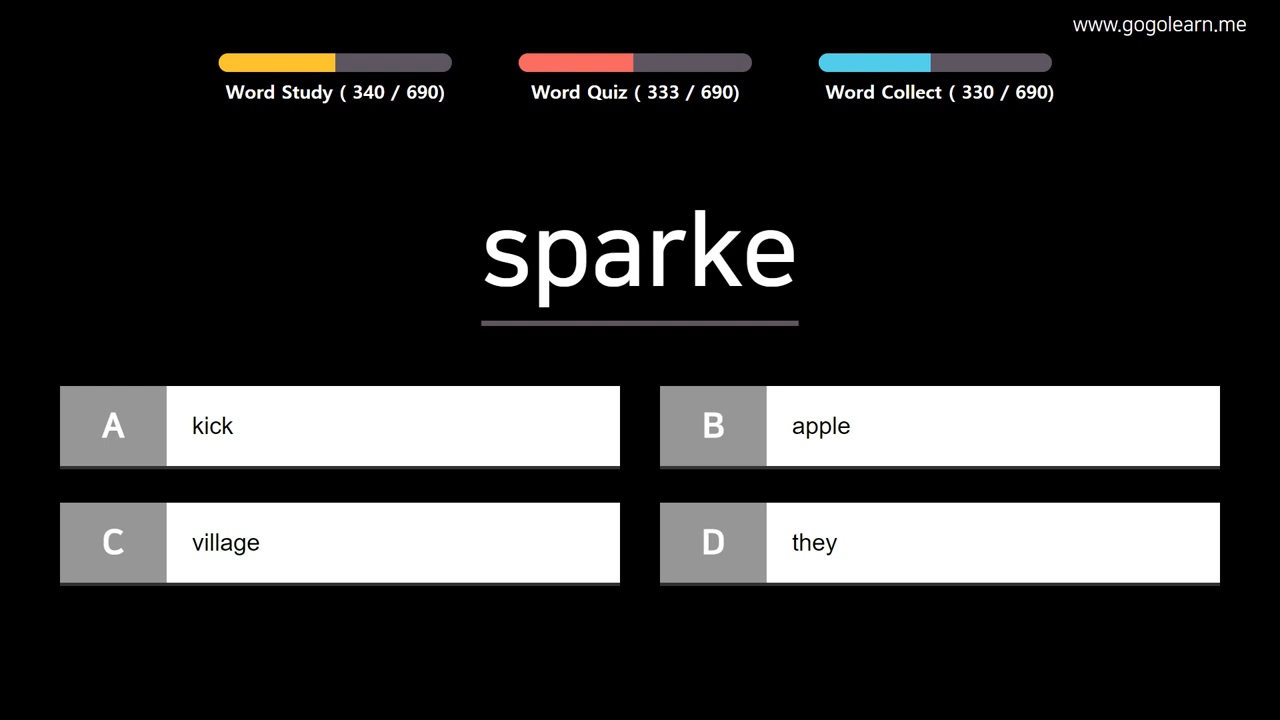 www.gogolearn.me
Word Study ( 340 / 690)
Word Quiz ( 333 / 690)
Word Collect ( 330 / 690)
sparke
A kick
B apple
C village
D they